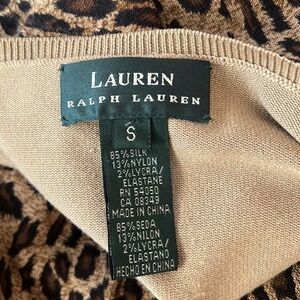 LAUREN
RALPH LAUREN
S
85%SILK
13%NYLON
2%LYCRA/
ELASTANE
RN 54050
CA 08349
MADE IN CHINA
85%SEDA
13%NILON
2%LYCRA/
ELASTANO
HECHO EN CHINA